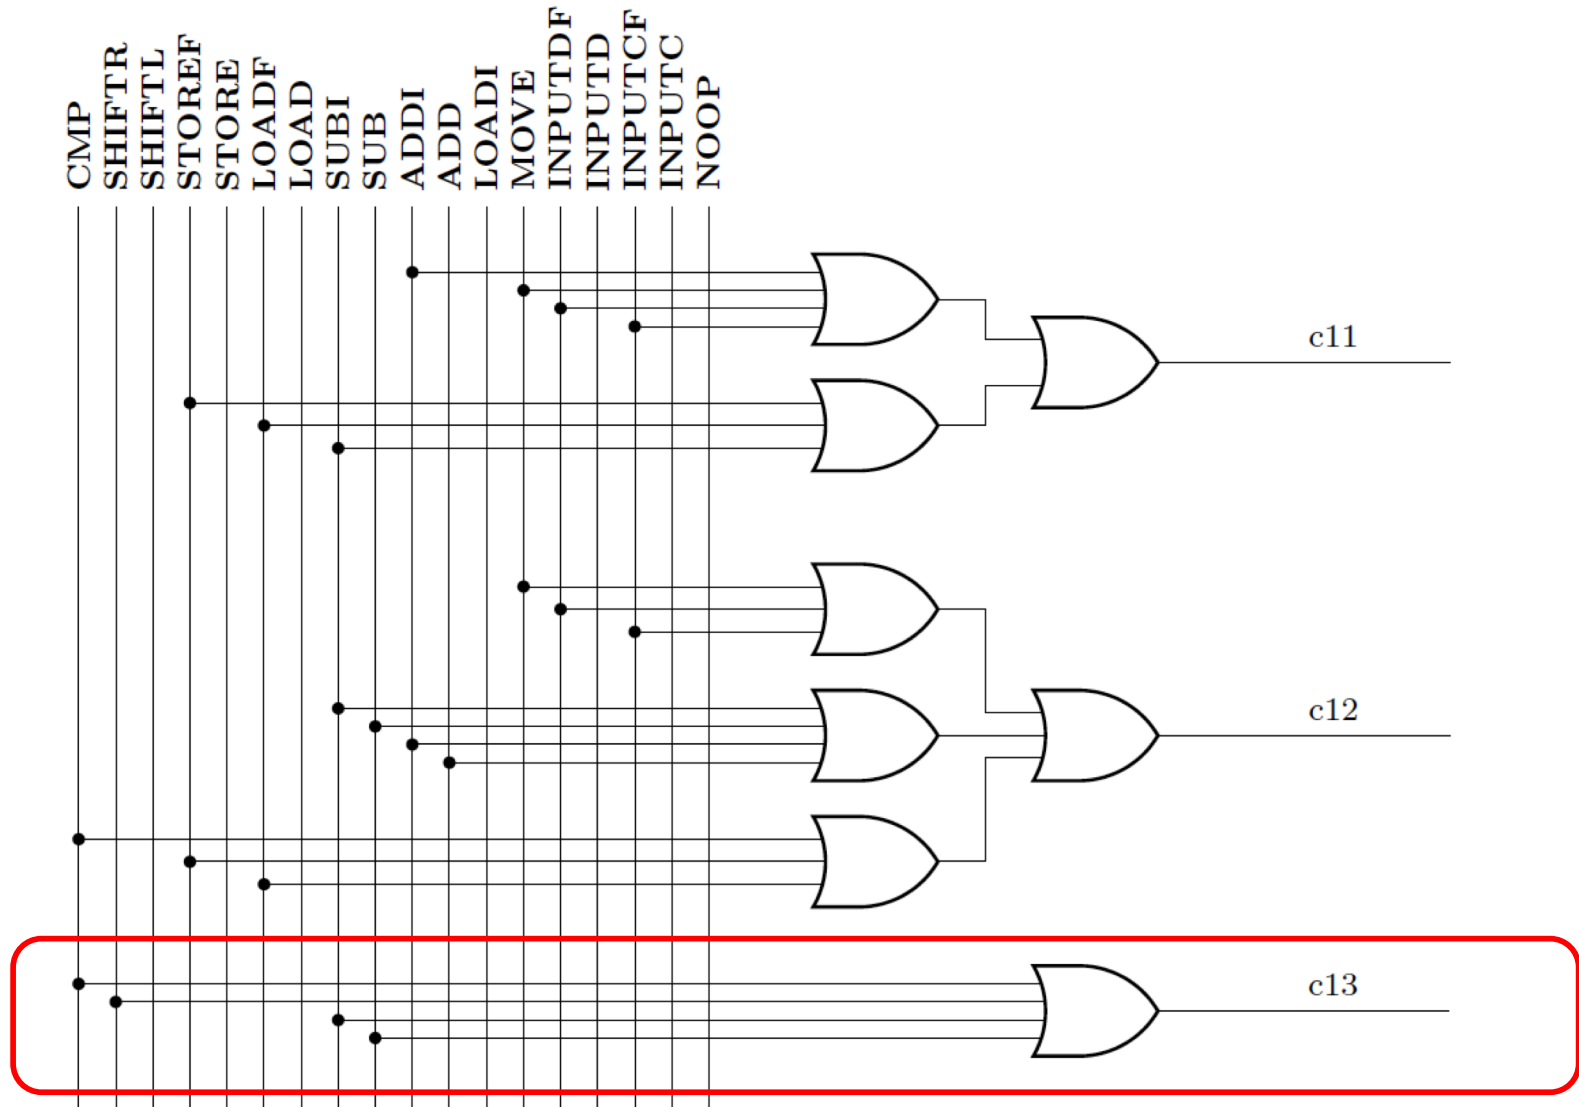 CMP
SHIFTR
SHIFTL
STOREF
STORE
LOADF
LOAD
SUBI
SUB
ADDI
ADD
LOADI
MOVE
INPUTDF
INPUTD
INPUTCF
INPUTC
NOOP
c11
c12
c13